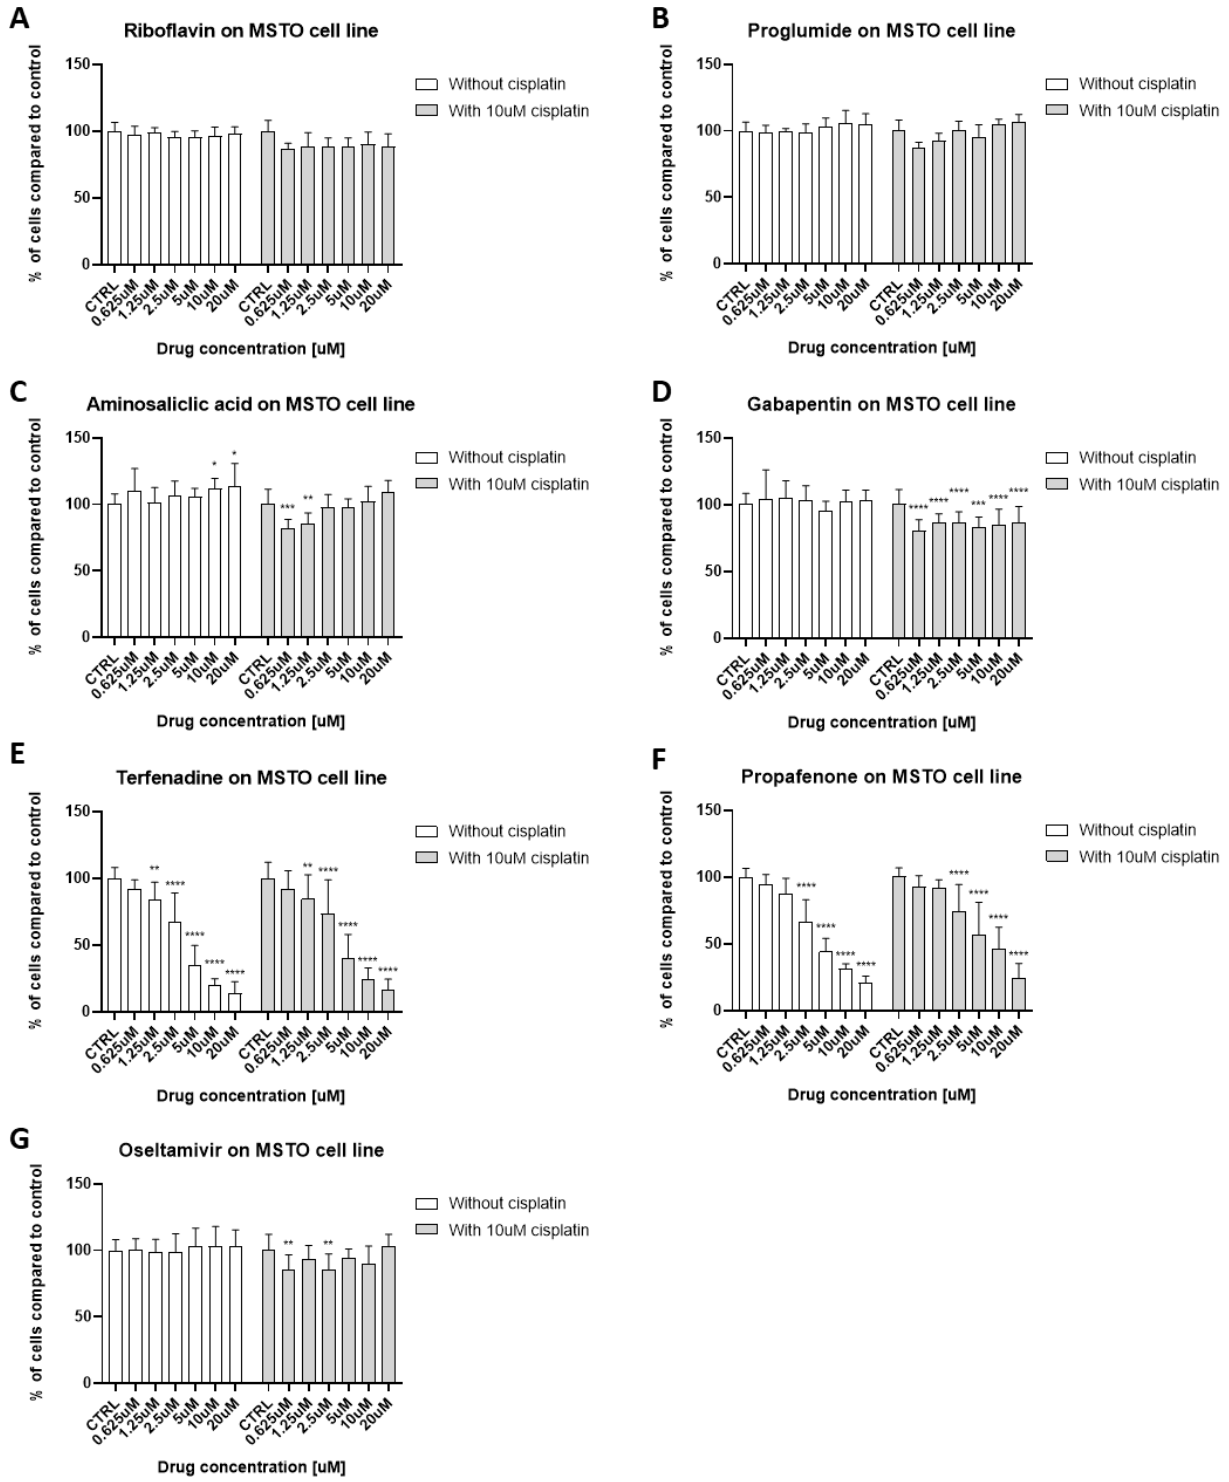 A
Riboflavin on MSTO cell line
% of cells compared to control
150
100
50
0
CTRL
0.625uM
1.25uM
2.5uM
5uM
10uM
20uM
CTRL
0.625uM
1.25uM
2.5uM
5uM
10uM
20uM
Drug concentration [uM]
Without cisplatin
With 10uM cisplatin
B
Proglumide on MSTO cell line
% of cells compared to control
150
100
50
0
CTRL
0.625uM
1.25uM
2.5uM
5uM
10uM
20uM
CTRL
0.625uM
1.25uM
2.5uM
5uM
10uM
20uM
Drug concentration [uM]
Without cisplatin
With 10uM cisplatin
C
Aminosaliclic acid on MSTO cell line
% of cells compared to control
150
100
50
0
* * *** **
CTRL
0.625uM
1.25uM
2.5uM
5uM
10uM
20uM
CTRL
0.625uM
1.25uM
2.5uM
5uM
10uM
20uM
Drug concentration [uM]
Without cisplatin
With 10uM cisplatin
D
Gabapentin on MSTO cell line
% of cells compared to control
150
100
50
0
**** **** **** *** **** ****
CTRL
0.625uM
1.25uM
2.5uM
5uM
10uM
20uM
CTRL
0.625uM
1.25uM
2.5uM
5uM
10uM
20uM
Drug concentration [uM]
Without cisplatin
With 10uM cisplatin
E
Terfenadine on MSTO cell line
% of cells compared to control
150
100
50
0
** **** **** **** **** ** **** **** **** ****
CTRL
0.625uM
1.25uM
2.5uM
5uM
10uM
20uM
CTRL
0.625uM
1.25uM
2.5uM
5uM
10uM
20uM
Drug concentration [uM]
Without cisplatin
With 10uM cisplatin
F
Propafenone on MSTO cell line
% of cells compared to control
150
100
50
0
**** **** **** **** **** **** **** ****
CTRL
0.625uM
1.25uM
2.5uM
5uM
10uM
20uM
CTRL
0.625uM
1.25uM
2.5uM
5uM
10uM
20uM
Drug concentration [uM]
Without cisplatin
With 10uM cisplatin
G
Oseltamivir on MSTO cell line
% of cells compared to control
150
100
50
0
** **
CTRL
0.625uM
1.25uM
2.5uM
5uM
10uM
20uM
CTRL
0.625uM
1.25uM
2.5uM
5uM
10uM
20uM
Drug concentration [uM]
Without cisplatin
With 10uM cisplatin